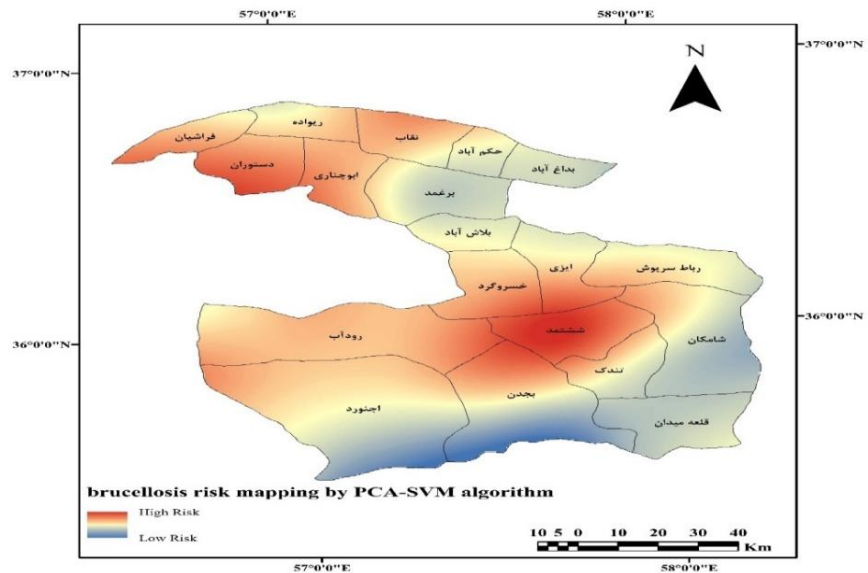 57°0'0"E
58°0'0"E
N
37°0'0"N
37°0'0"N
ریواده
نقاب
فراشیان
حکم آباد
بداغ آباد
دستوران
ابوچناری
برغمد
بلاش آباد
ایزی
رباط سرپوش
خسروگرد
36°0'0"N
36°0'0"N
ششتمد
رودآب
شامکان
تندک
بجدن
اجنورد
قلعه میدان
brucellosis risk mapping by PCA-SVM algorithm
High Risk
Low Risk
10 5 0 10 20 30 40
Km
57°0'0"E
58°0'0"E